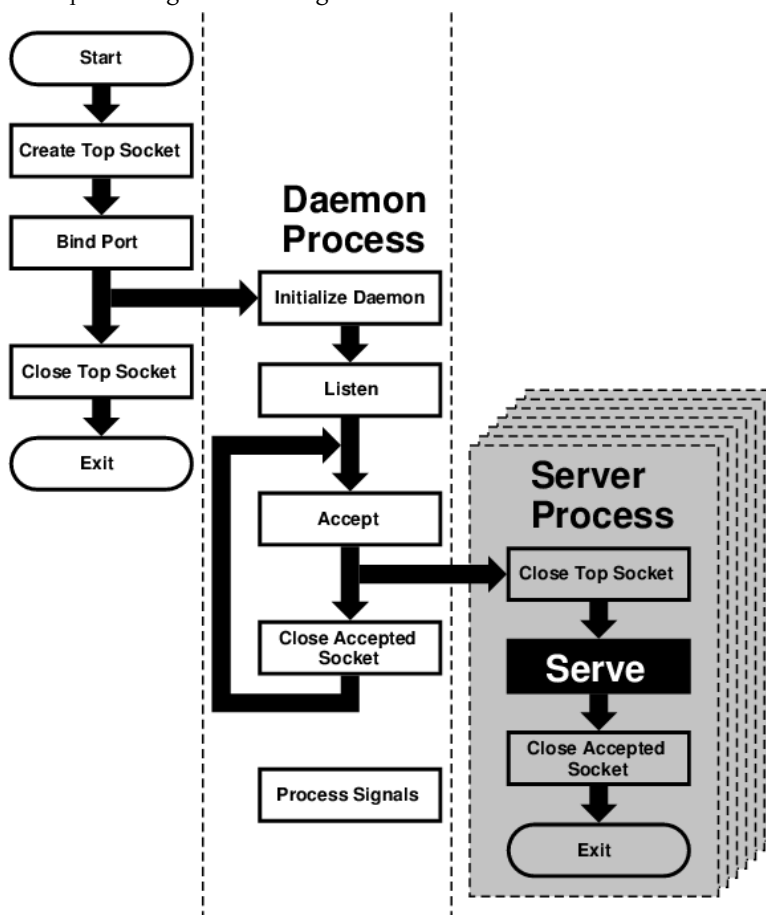 Start
Create Top Socket
Bind Port
Close Top Socket
Exit
Daemon
Process
Initialize Daemon
Listen
Accept
Close Accepted
Socket
Process Signals
Server
Process
Close Top Socket
Serve
Close Accepted
Socket
Exit